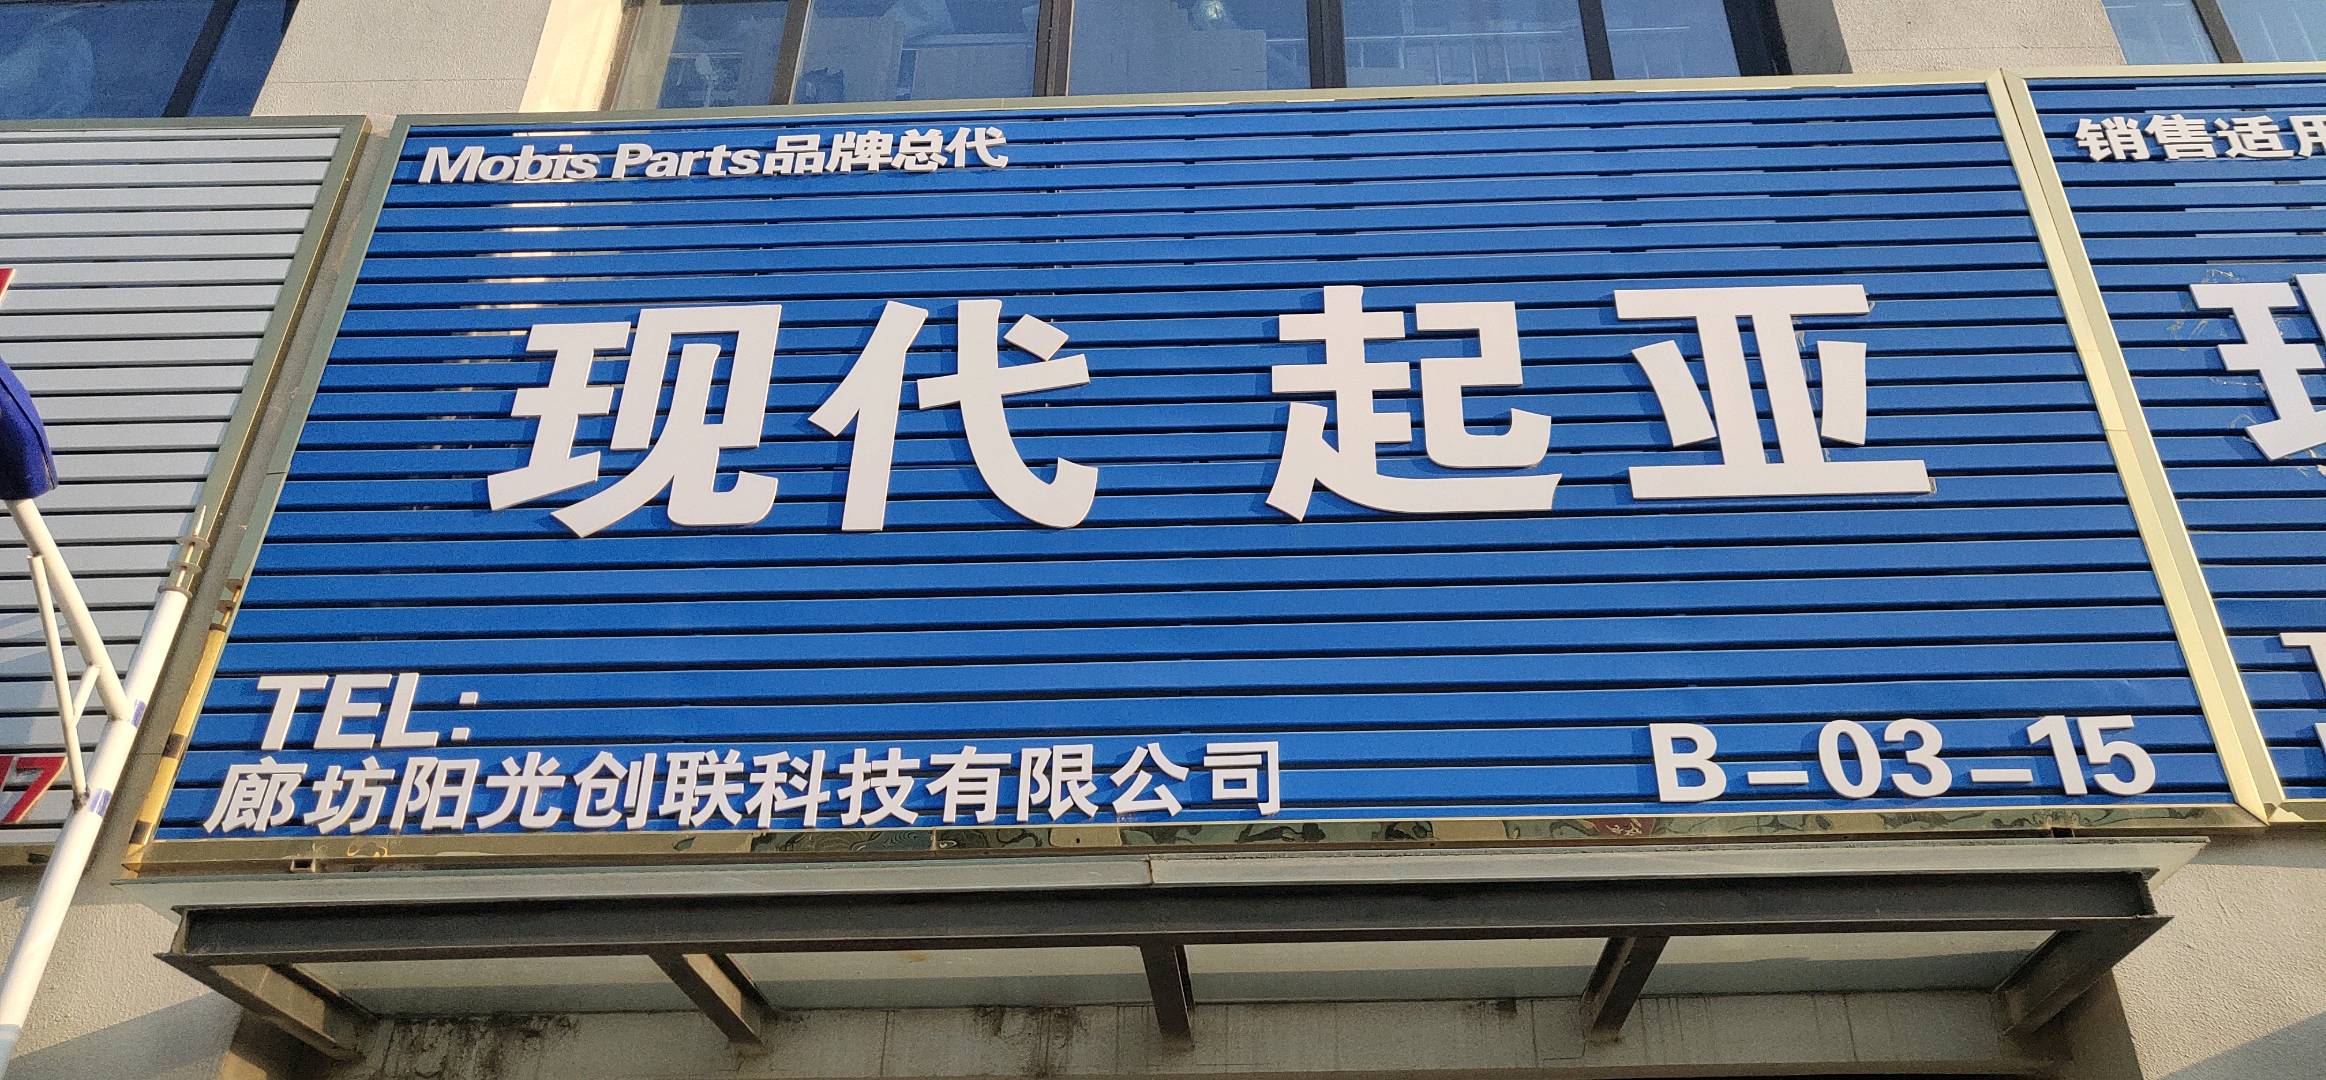 Mobis Parts品牌总代
现代 起亚
TEL:
廊坊阳光创联科技有限公司
B-03-15
销售适用